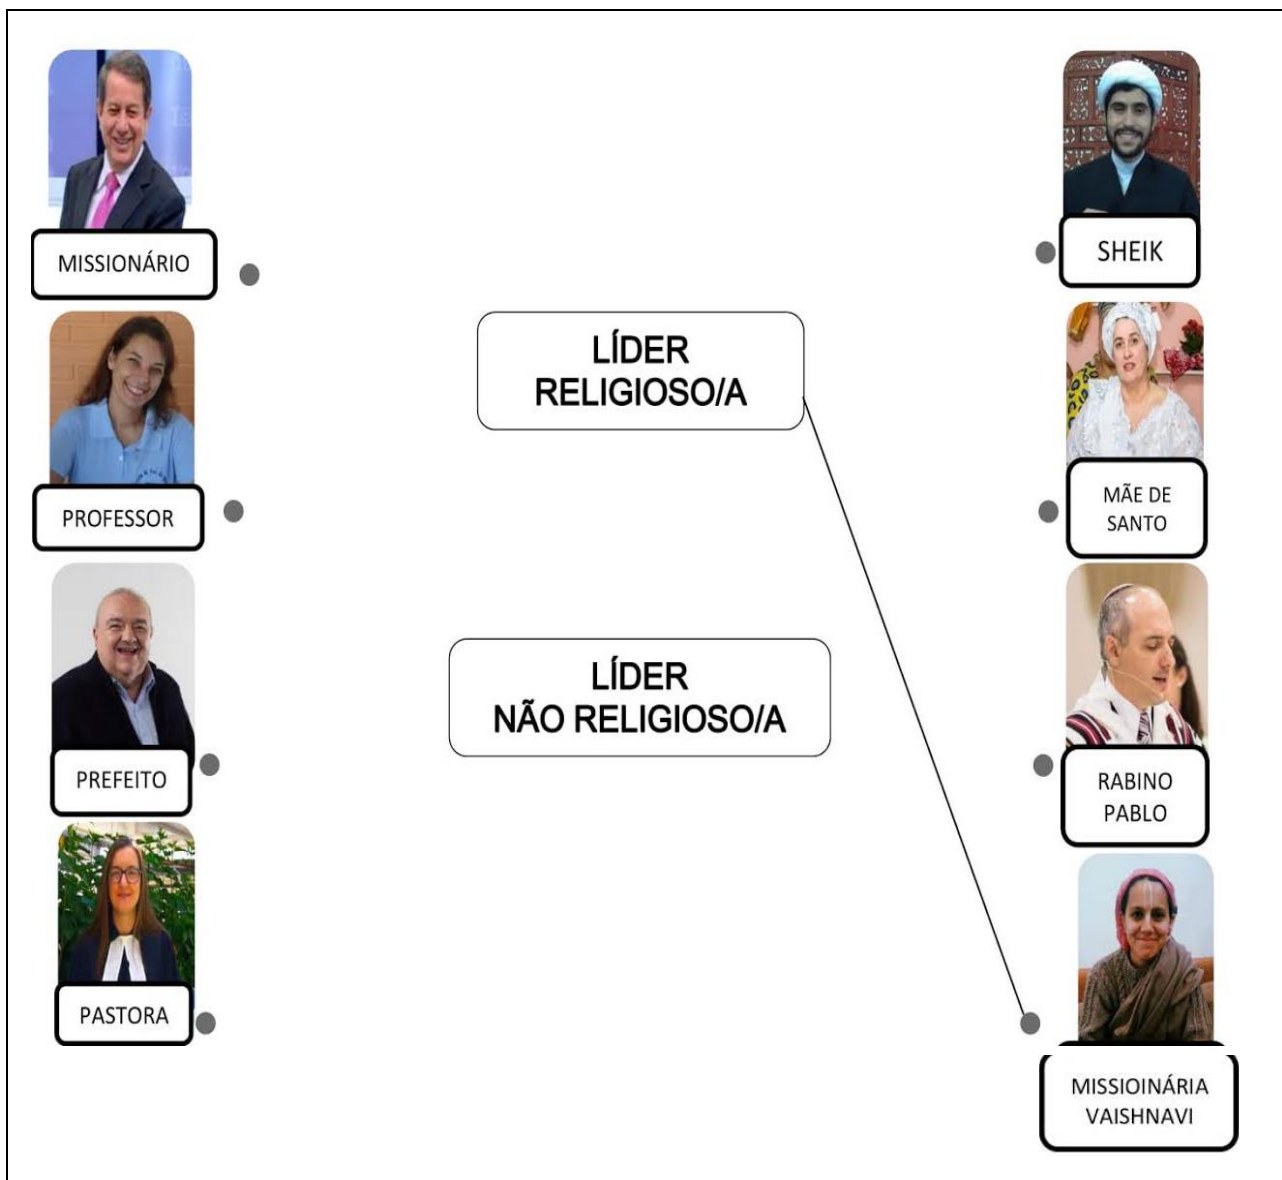 MISSIONÁRIO
PROFESSOR
PREFEITO
PASTORA
LÍDER
RELIGIOSO/A
LÍDER
NÃO RELIGIOSO/A
SHEIK
MÃE DE
SANTO
RABINO
PABLO
MISSIOINÁRIA
VAISHNAVI